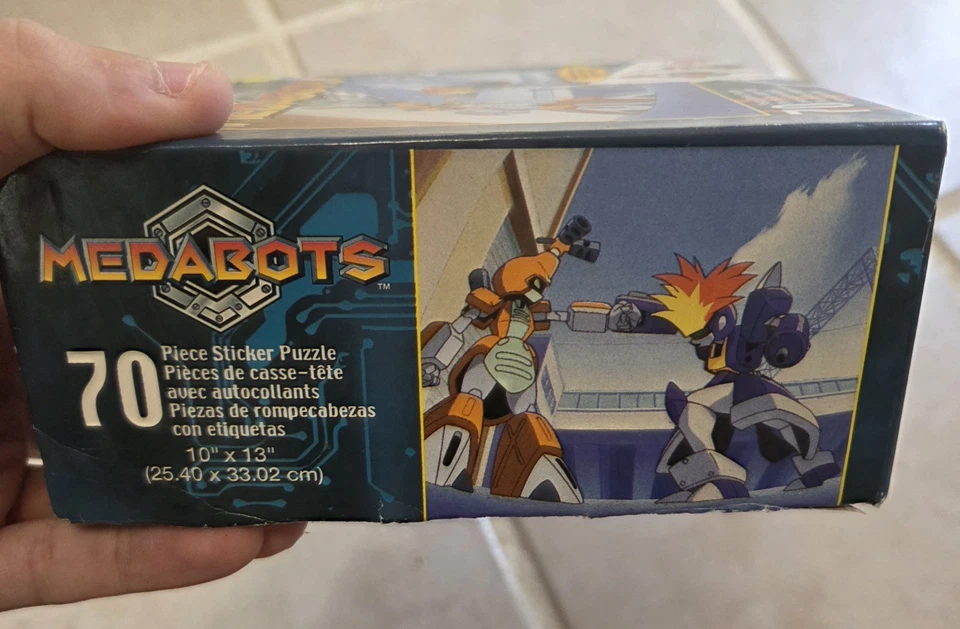 MEDABOTS
TM
70
Piece Sticker Puzzle
Pièces de casse-tête
avec autocollants
Piezas de rompecabezas
con etiquetas
10" x 13"
(25.40 x 33.02 cm)